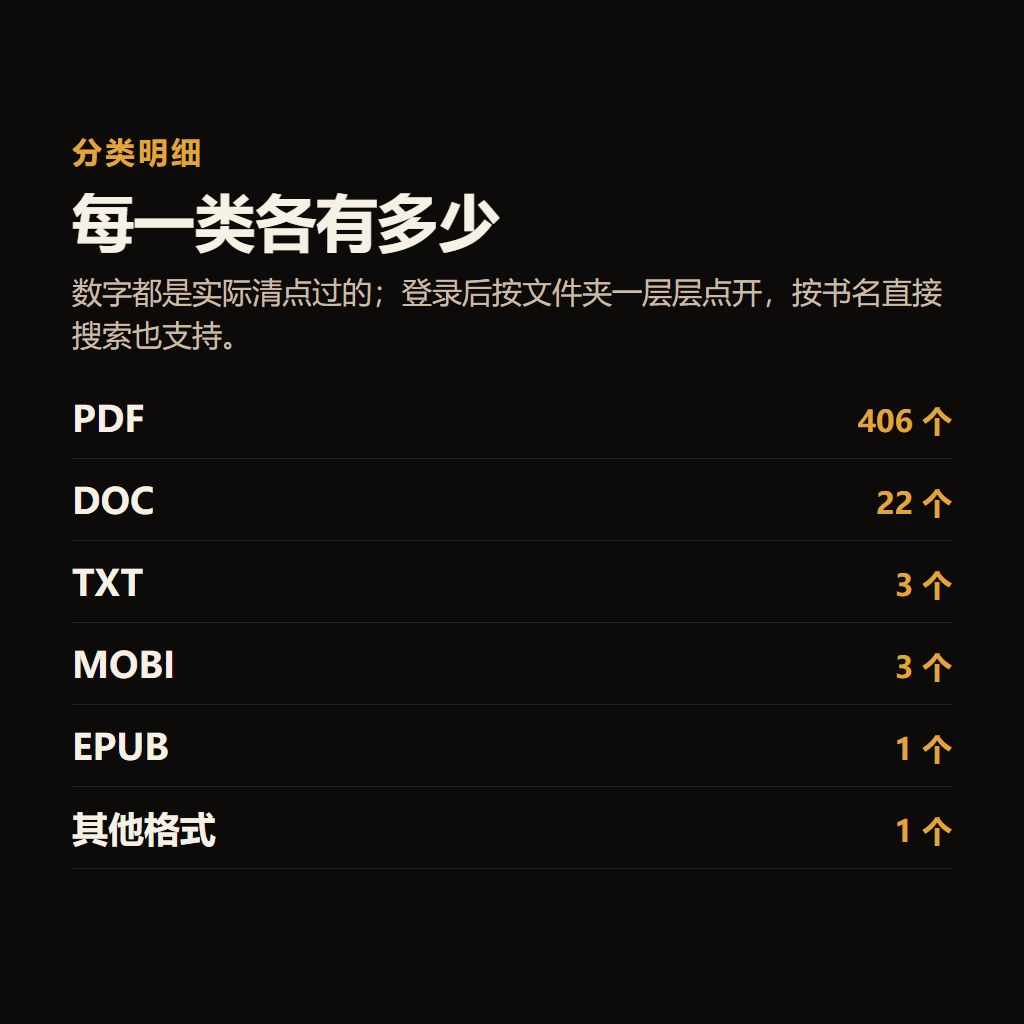 分类明细
每一类各有多少
数字都是实际清点过的；登录后按文件夹一层层点开，按书名直接
搜索也支持。
PDF 406 个
DOC 22 个
TXT 3 个
MOBI 3 个
EPUB 1 个
其他格式 1 个